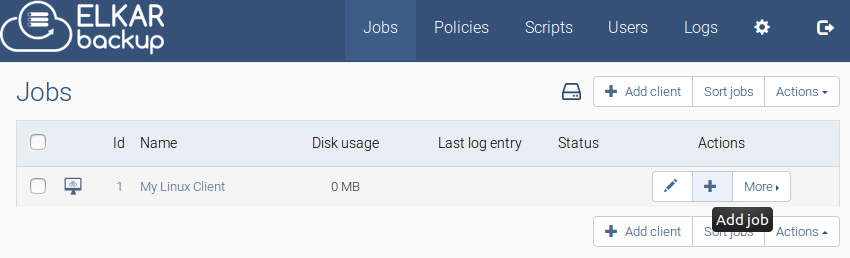 ELKAR
backup
Jobs Policies Scripts Users Logs
Jobs
Add client Sort jobs Actions
Id Name Disk usage Last log entry Status Actions
1 My Linux Client 0 MB More
Add job
Add client Sort jobs Actions